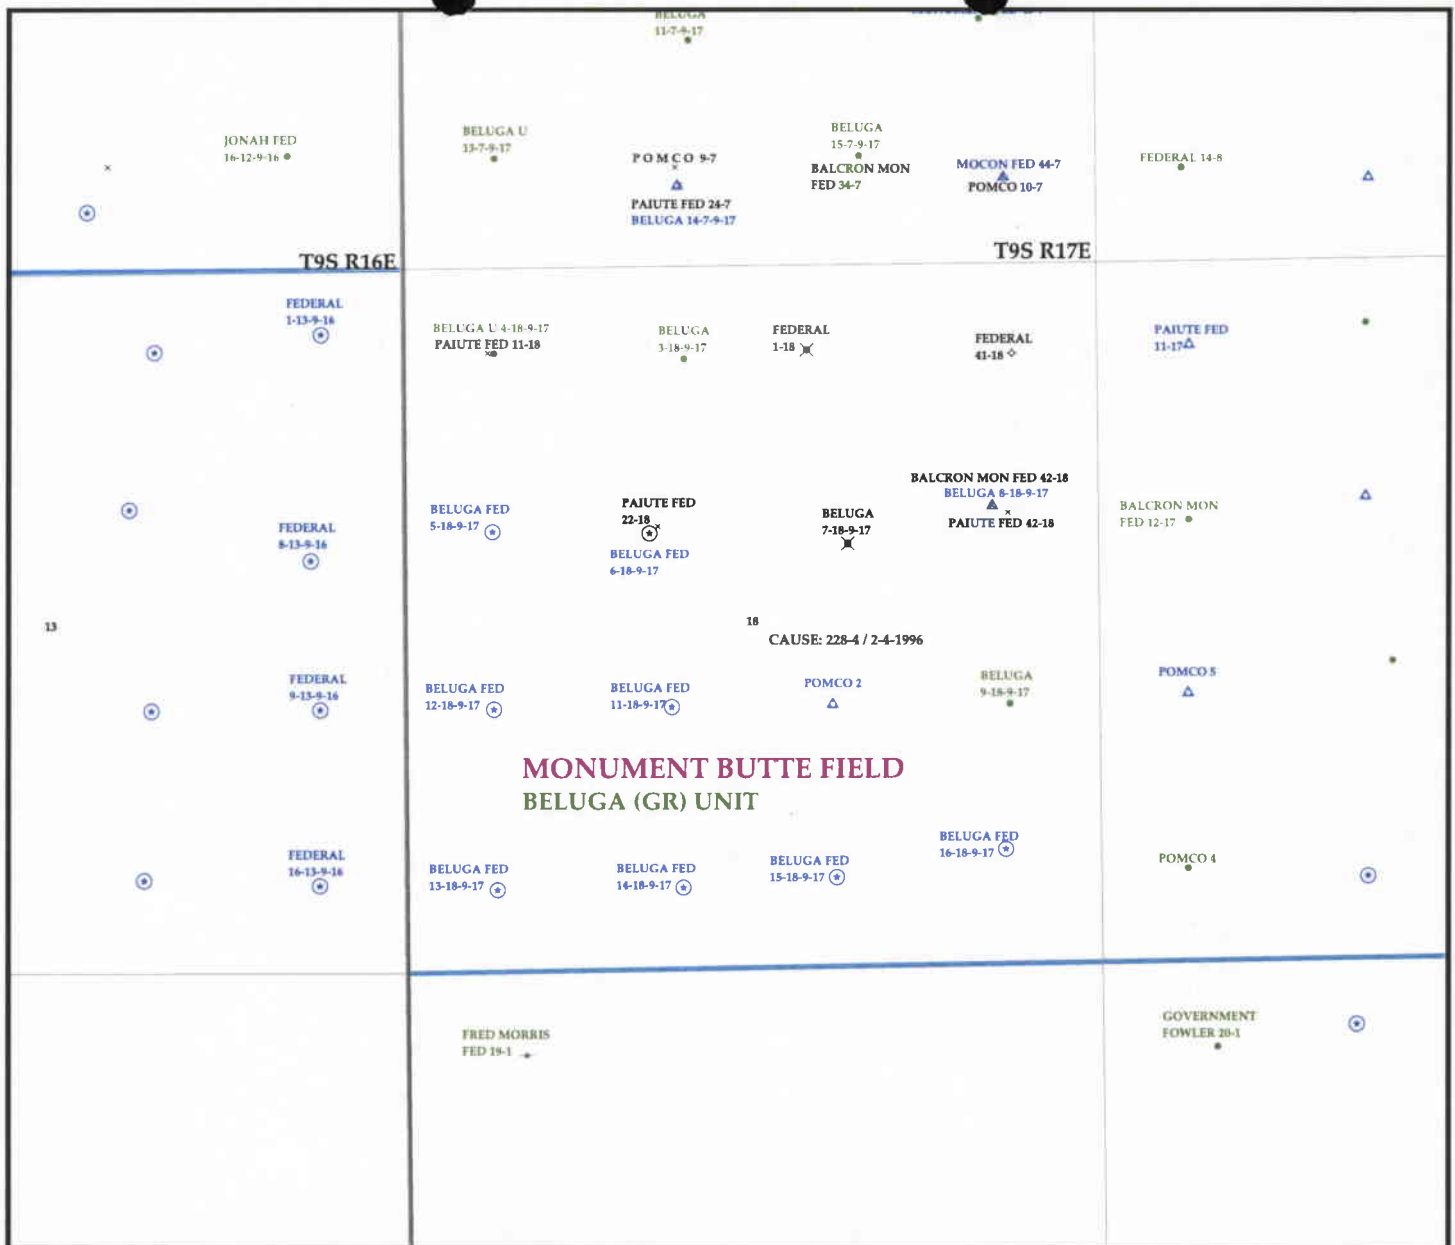 BELUGA
11-7-9-17
JONAH FED
16-12-9-16
BELUGA U
13-7-9-17
POMCO 9-7
PAIUTE FED 24-7
BELUGA 14-7-9-17
BELUGA
15-7-9-17
BALCRON MON
FED 34-7
MOCON FED 44-7
POMCO 10-7
FEDERAL 14-8
T9S R16E
T9S R17E
FEDERAL
1-13-9-16
BELUGA U 4-18-9-17
PAIUTE FED 11-18
BELUGA
3-18-9-17
FEDERAL
1-18
FEDERAL
41-18
PAIUTE FED
11-17
FEDERAL
8-13-9-16
BELUGA FED
5-18-9-17
PAIUTE FED
22-18
BELUGA FED
6-18-9-17
BELUGA
7-18-9-17
BALCRON MON FED 42-18
BELUGA 8-18-9-17
PAIUTE FED 42-18
BALCRON MON
FED 12-17
13
18
CAUSE: 228-4 / 2-4-1996
FEDERAL
9-13-9-16
BELUGA FED
12-18-9-17
BELUGA FED
11-18-9-17
POMCO 2
BELUGA
9-18-9-17
POMCO 5
MONUMENT BUTTE FIELD
BELUGA (GR) UNIT
FEDERAL
16-13-9-16
BELUGA FED
13-18-9-17
BELUGA FED
14-18-9-17
BELUGA FED
15-18-9-17
BELUGA FED
16-18-9-17
POMCO 4
FRED MORRIS
FED 19-1
GOVERNMENT
FOWLER 20-1